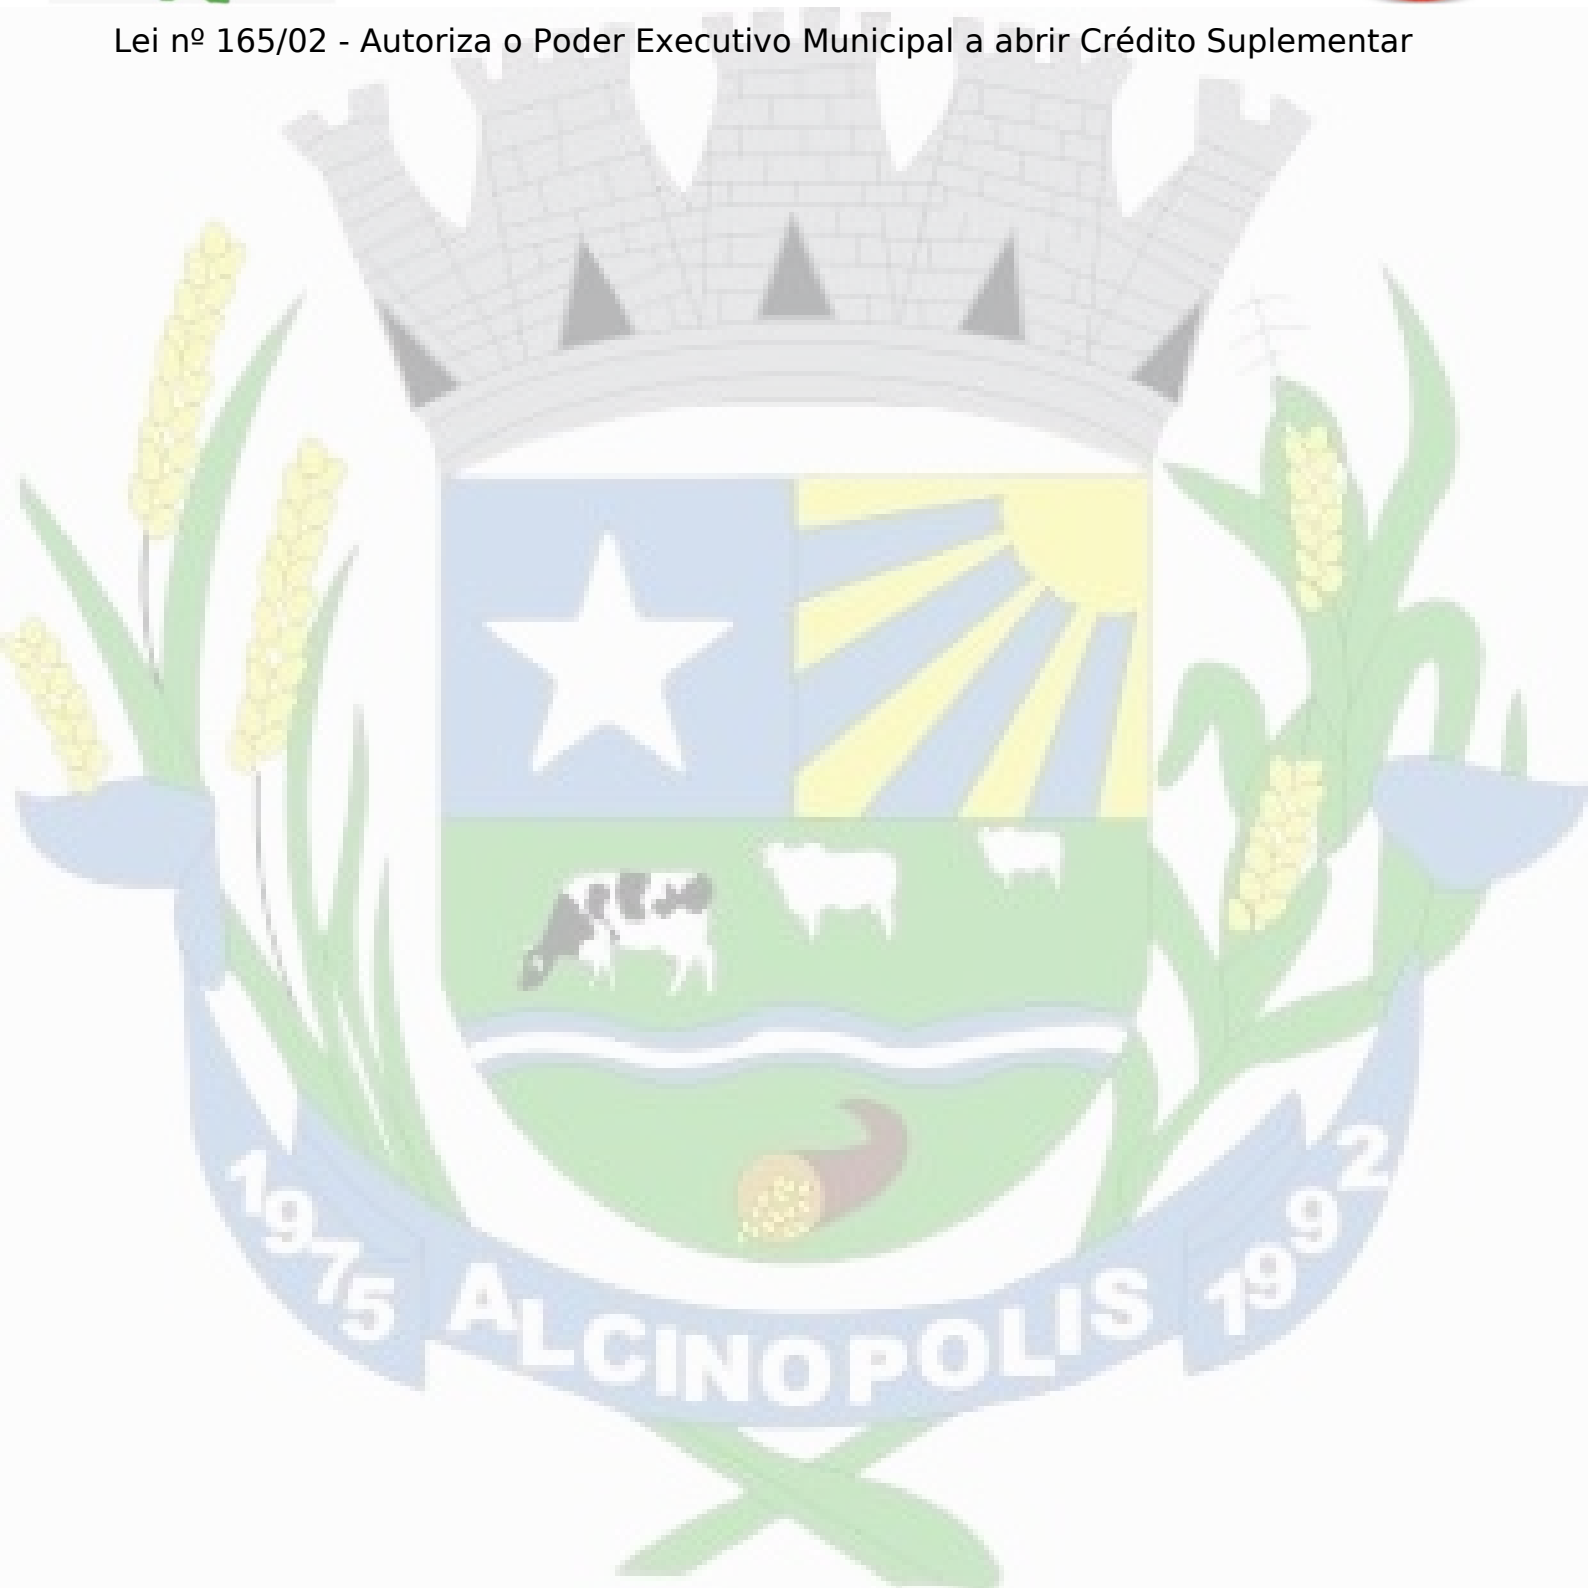 Lei nº 165/02 - Autoriza o Poder Executivo Municipal a abrir Crédito Suplementar
1975 ALCINOPOLIS 1992